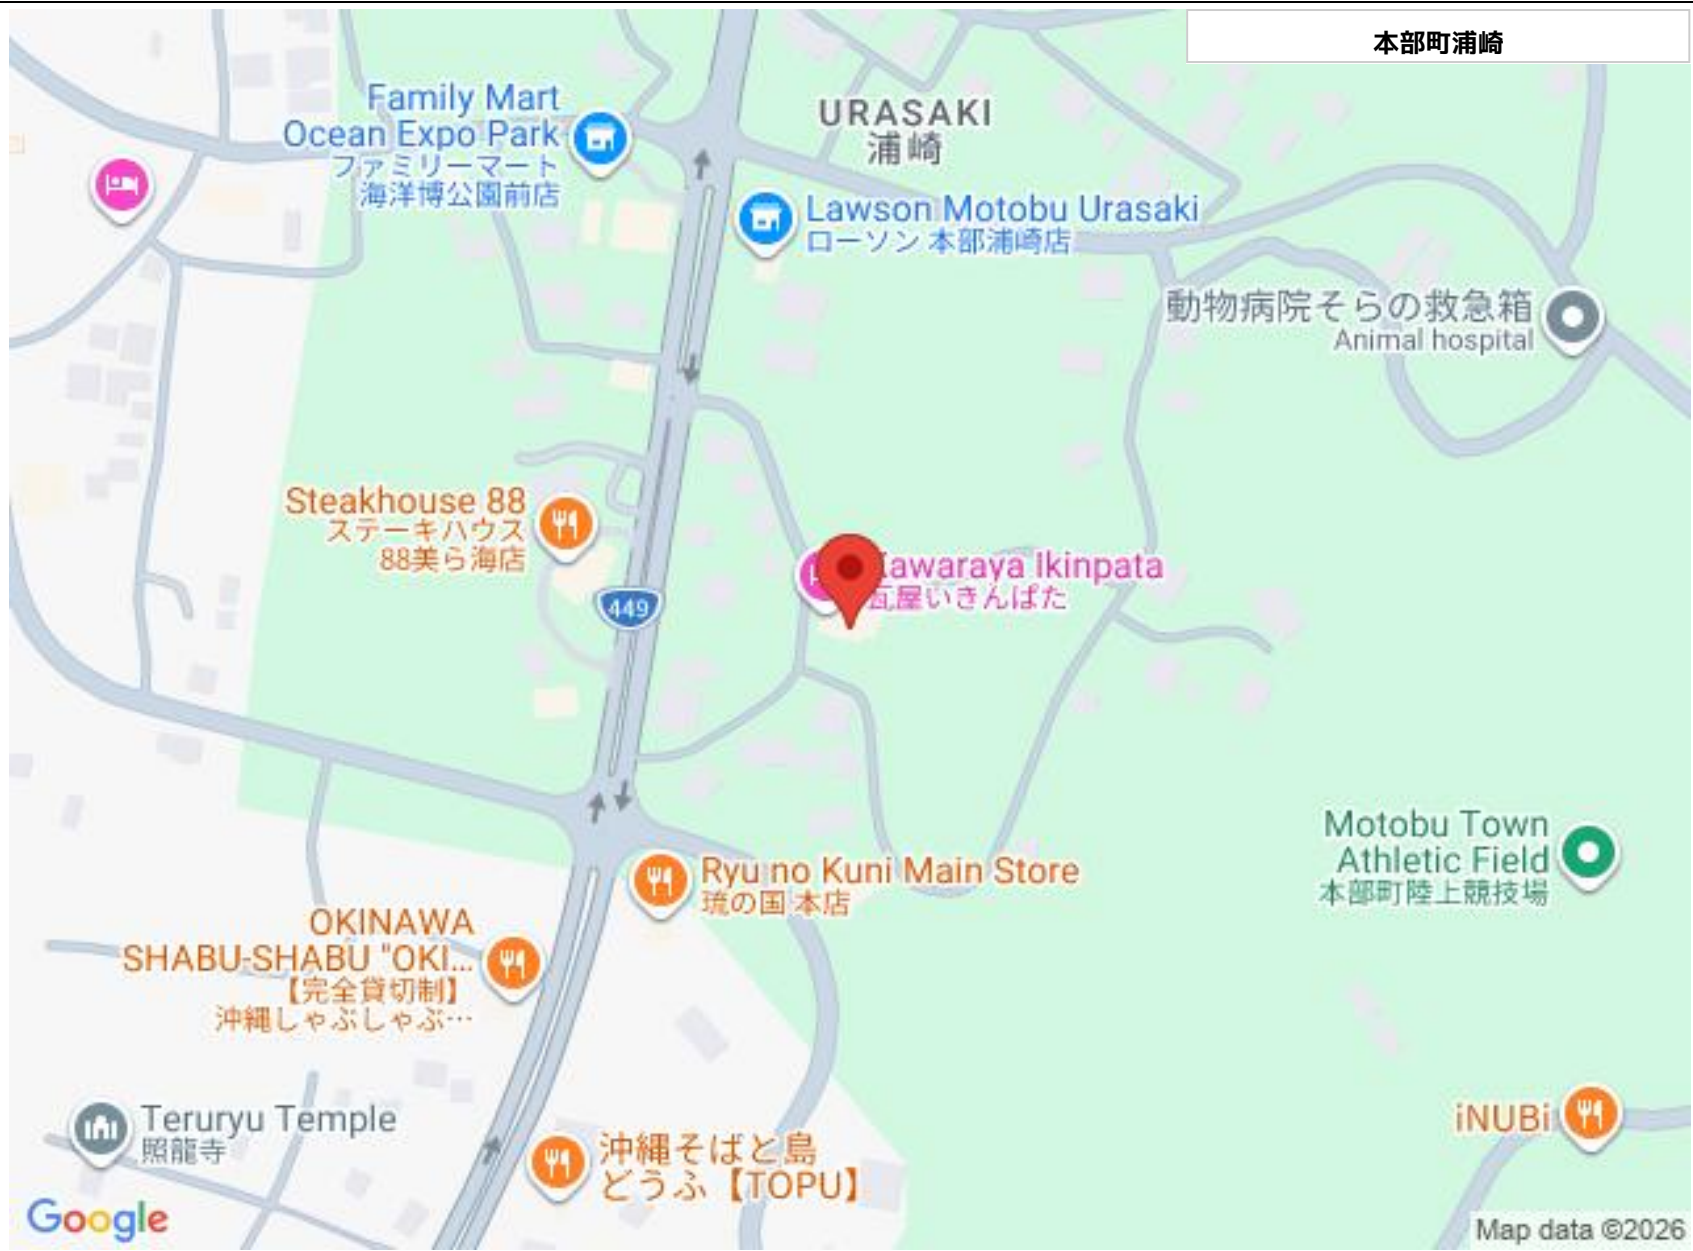 本部町浦崎
Family Mart
Ocean Expo Park
ファミリーマート
海洋博公園前店
URASAKI
浦崎
Lawson Motobu Urasaki
ローソン 本部浦崎店
動物病院そらの救急箱
Animal hospital
Steakhouse 88
ステーキハウス
88美ら海店
449
awaraya Ikinpata
瓦屋いきんぱた
Motobu Town
Athletic Field
本部町陸上競技場
Ryu no Kuni Main Store
琉の国 本店
OKINAWA
SHABU-SHABU "OKI...
【完全貸切制】
沖縄しゃぶしゃぶ…
Teruryu Temple
照龍寺
沖縄そばと島
どうふ【TOPU】
iNUBi
Google
Map data ©2026